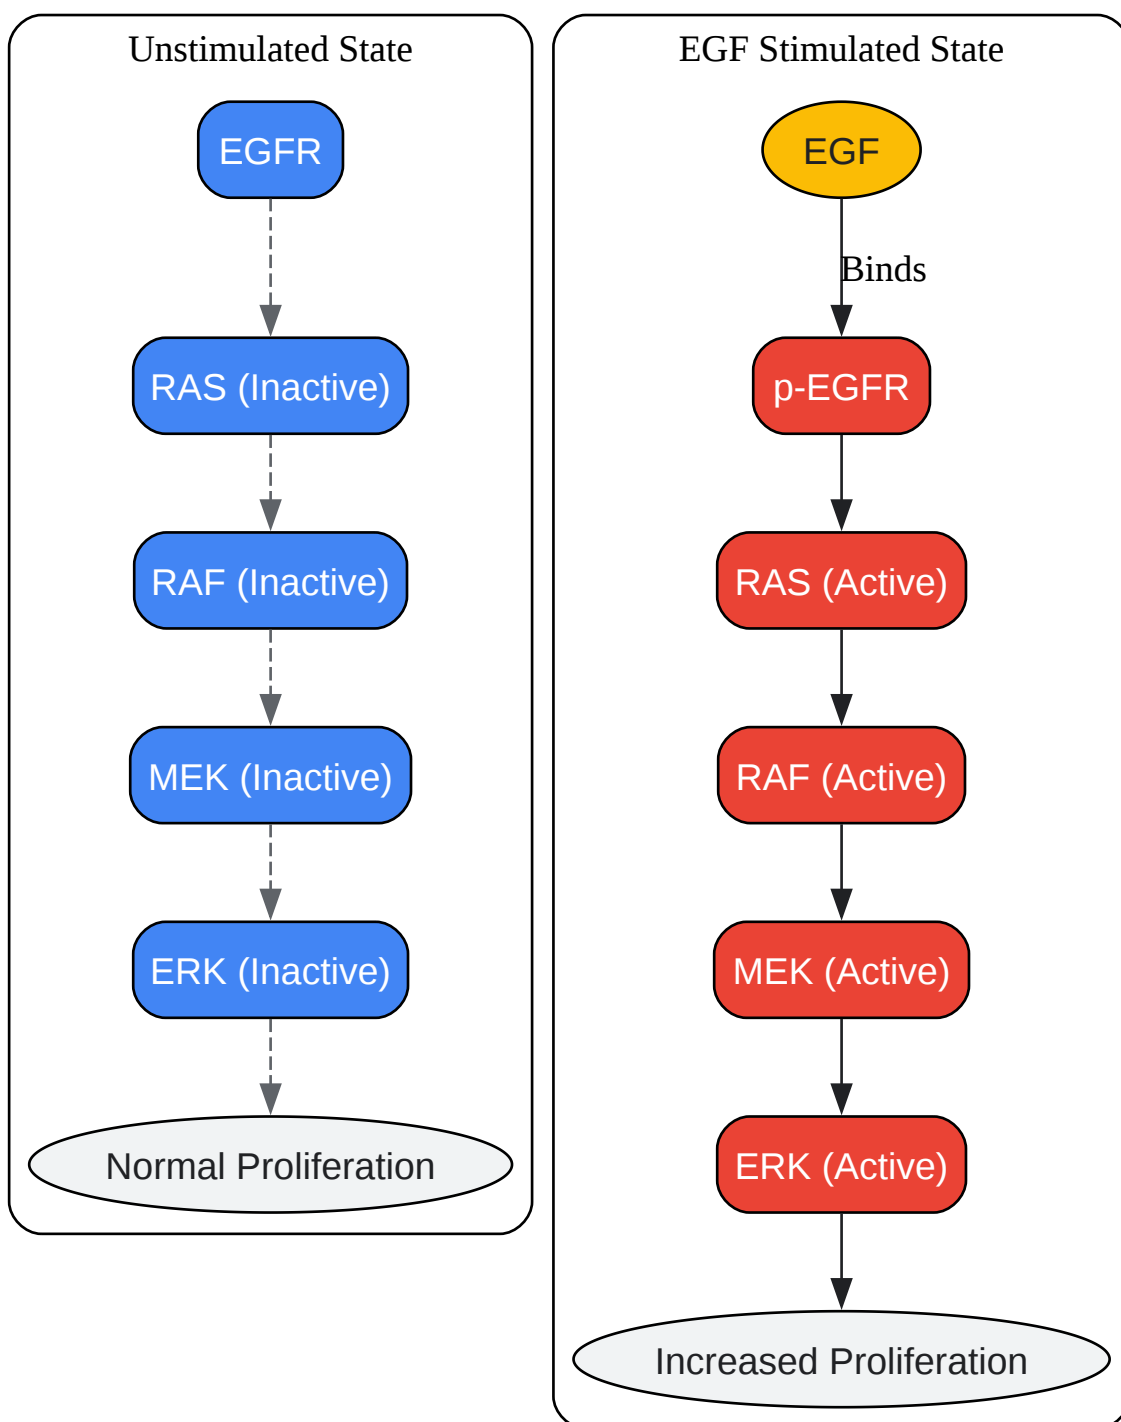 Unstimulated State
EGFR
RAS (Inactive)
RAF (Inactive)
MEK (Inactive)
ERK (Inactive)
Normal Proliferation
EGF Stimulated State
EGF
Binds
p-EGFR
RAS (Active)
RAF (Active)
MEK (Active)
ERK (Active)
Increased Proliferation